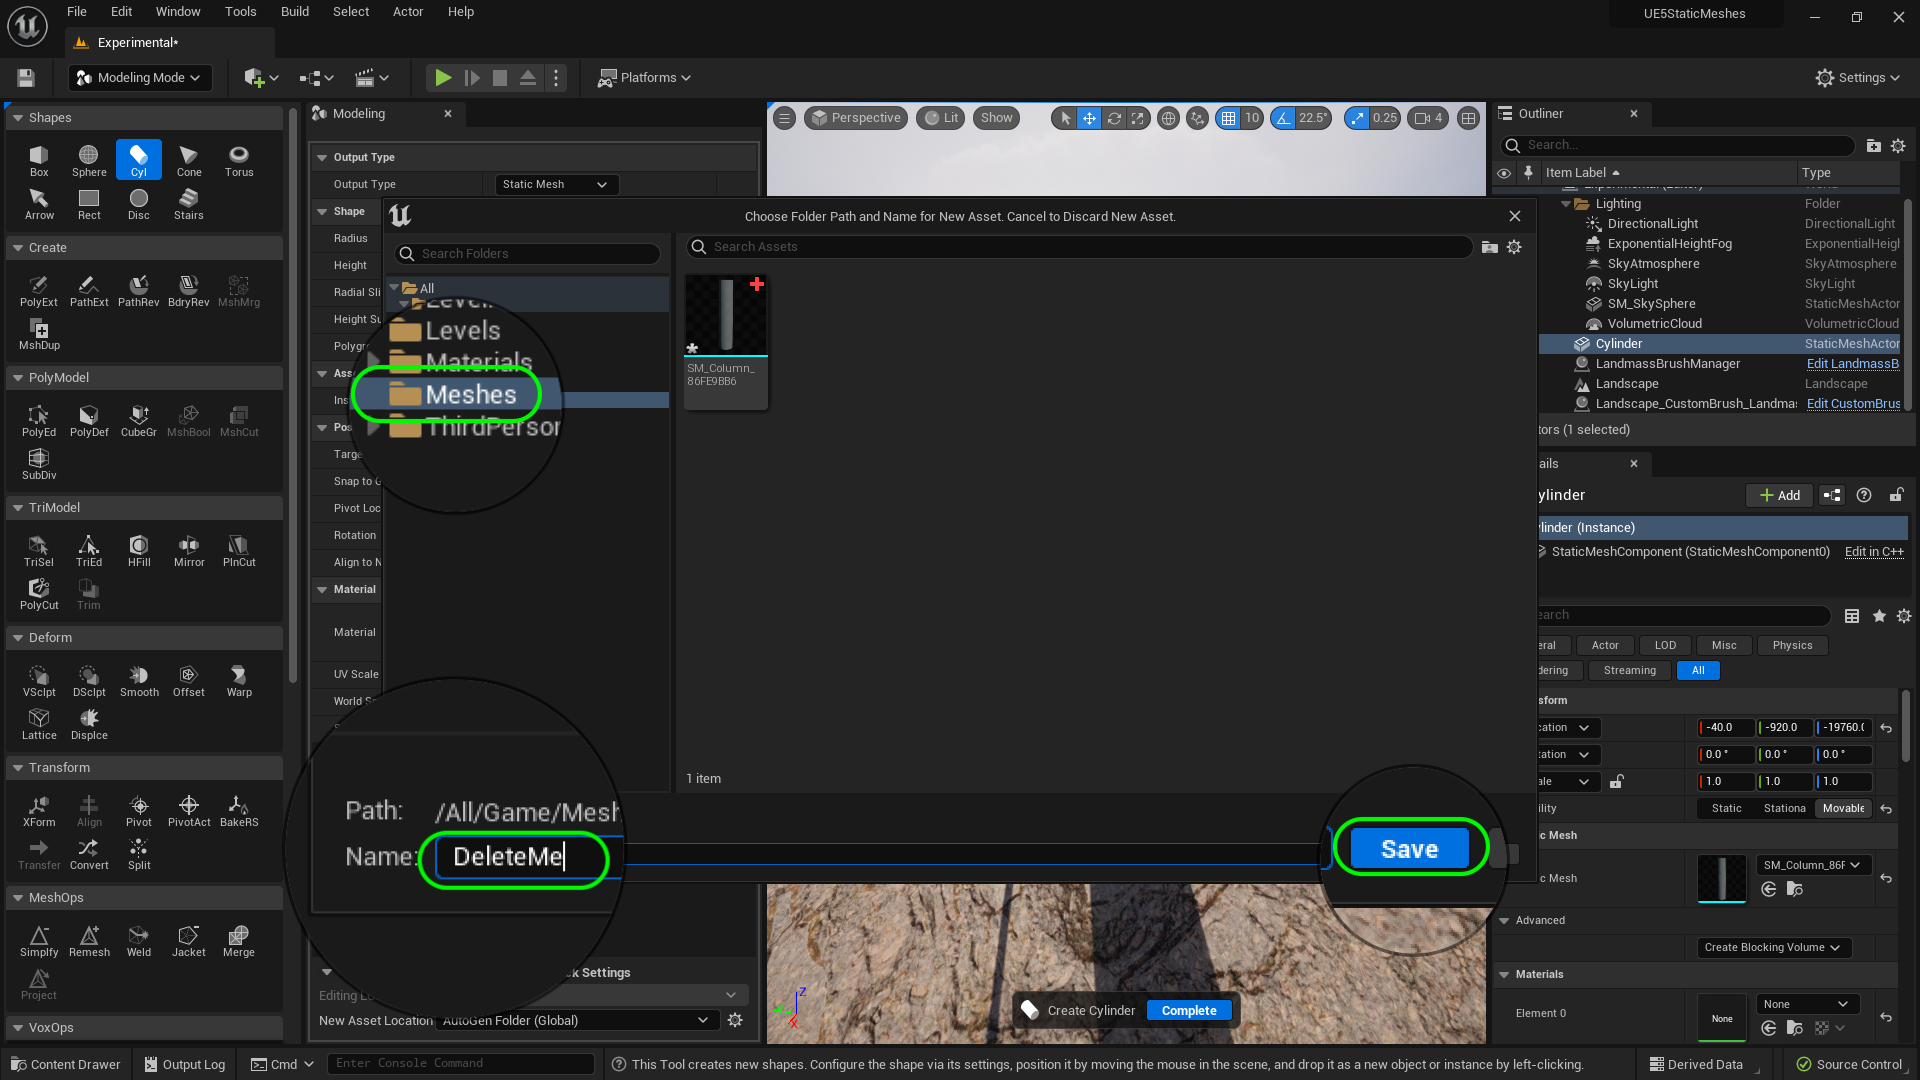 File Edit Window Tools Build Select Actor Help
UE5StaticMeshes
Experimental*
Modeling Mode
Platforms
Settings
Shapes
Box Sphere Cyl Cone Torus
Arrow Rect Disc Stairs
Create
PolyExt PathExt PathRev BdryRev MshMrg
MshDup
PolyModel
PolyEd PolyDef CubeGr MshBool MshCut
SubDiv
TriModel
TriSel TriEd HFill Mirror PlnCut
PolyCut Trim
Deform
VSclpt DSclpt Smooth Offset Warp
Lattice Displce
Transform
XForm Align Pivot PivotAct BakeRS
Transfer Convert Split
MeshOps
Simplfy Remesh Weld Jacket Merge
Project
VoxOps
Modeling
Output Type
Output Type Static Mesh
Shape
Radius
Height
Radial Sli
Height Su
Polygr
Ass
Ins
Pos
Targe
Snap to G
Pivot Loc
Rotation
Align to N
Material
Material
UV Scale
World Sp
k Settings
Editing L
New Asset Location AutoGen Folder (Global)
Perspective Lit Show
10 22.5° 0.25 4
Choose Folder Path and Name for New Asset. Cancel to Discard New Asset.
Search Folders
Search Assets
All
Levels
Materials
Meshes
ThirdPerson
SM_Column_
86FE9BB6
1 item
Path: /All/Game/Mesh
Name: DeleteMe
Save
Create Cylinder Complete
Outliner
Search...
Item Label Type
Lighting Folder
DirectionalLight DirectionalLight
ExponentialHeightFog ExponentialHeigh
SkyAtmosphere SkyAtmosphere
SkyLight SkyLight
SM_SkySphere StaticMeshActor
VolumetricCloud VolumetricCloud
Cylinder StaticMeshActor
LandmassBrushManager Edit LandmassB
Landscape Landscape
Landscape_CustomBrush_Landmas Edit CustomBrus
tors (1 selected)
ails
ylinder
Add
ylinder (Instance)
StaticMeshComponent (StaticMeshComponent0) Edit in C++
earch
eral Actor LOD Misc Physics
dering Streaming All
nsform
cation -40.0 -920.0 -19760.(
tation 0.0 ° 0.0 ° 0.0 °
ale 1.0 1.0 1.0
ility Static Stationa Movable
ic Mesh
ic Mesh SM_Column_86F
Advanced
Create Blocking Volume
Materials
Element 0 None None
Content Drawer Output Log Cmd Enter Console Command
This Tool creates new shapes. Configure the shape via its settings, position it by moving the mouse in the scene, and drop it as a new object or instance by left-clicking.
Derived Data Source Control